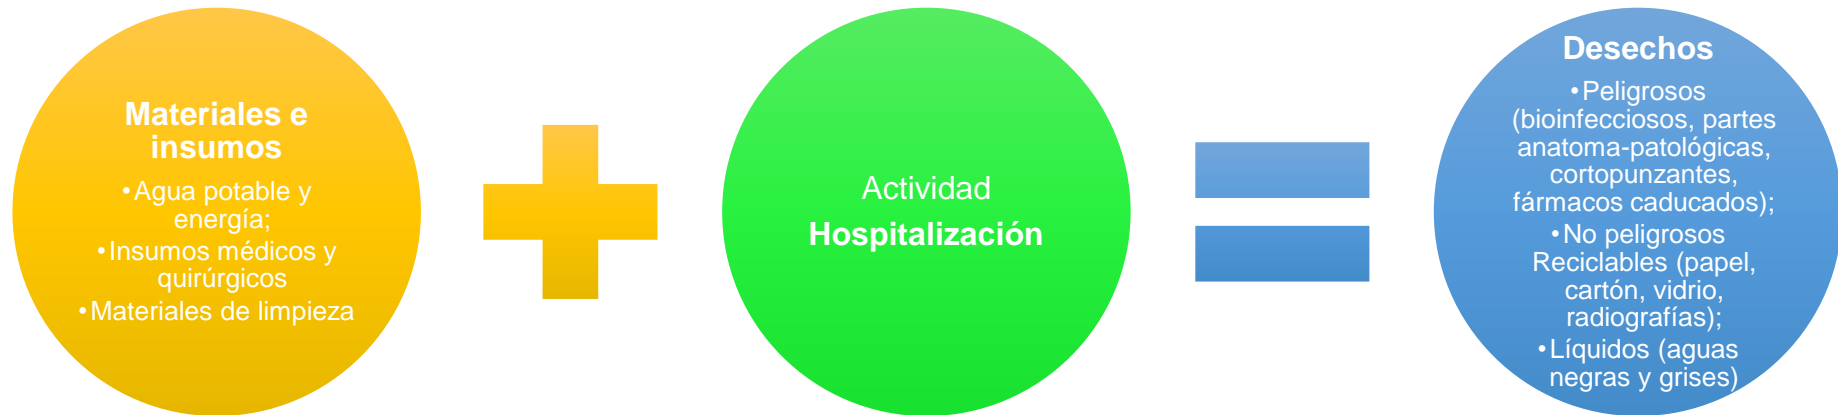 Materiales e
insumos
•Agua potable y
energía;
•Insumos médicos y
quirúrgicos
•Materiales de limpieza
Actividad
Hospitalización
Desechos
•Peligrosos
(bioinfecciosos, partes
anatoma-patológicas,
cortopunzantes,
fármacos caducados);
•No peligrosos
Reciclables (papel,
cartón, vidrio,
radiografías);
•Líquidos (aguas
negras y grises)